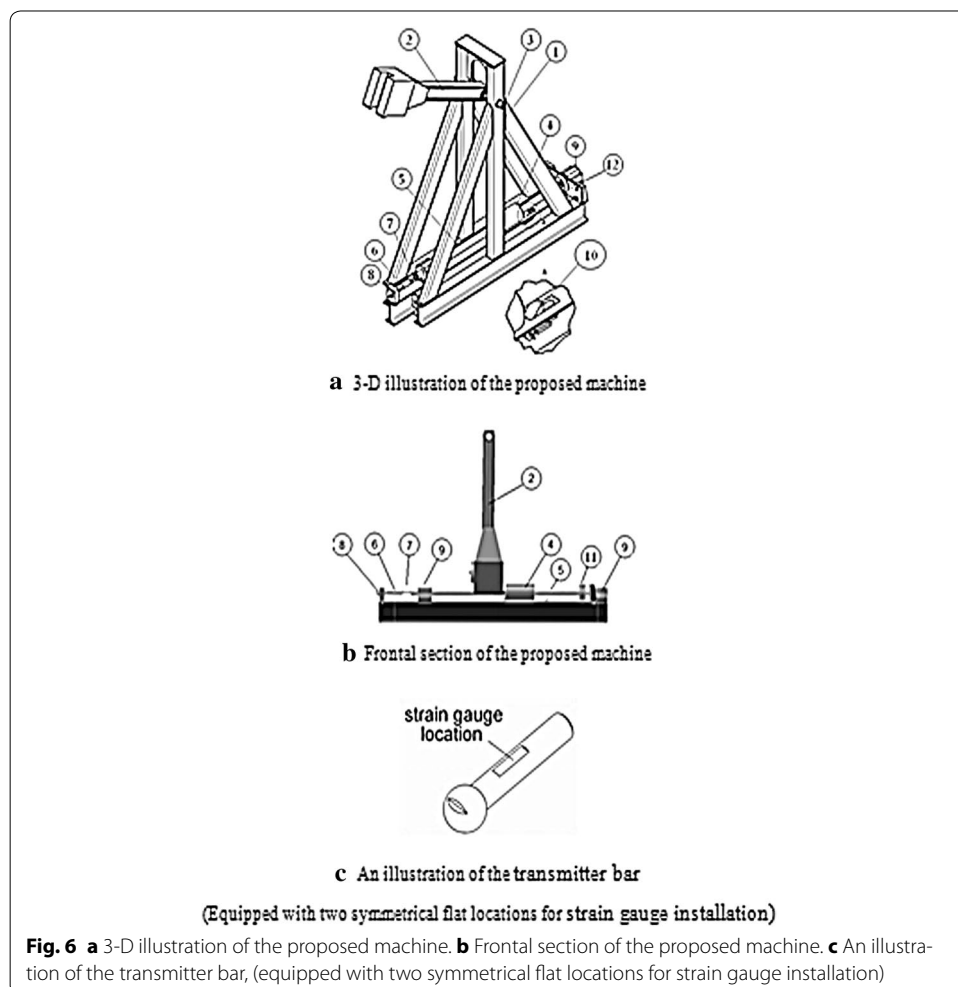 2
3
1
8
9
12
5
7
6
8
10
a 3-D illustration of the proposed machine
2
8
6
7
9
4
5
11
9
b Frontal section of the proposed machine
strain gauge
location
c An illustration of the transmitter bar
(Equipped with two symmetrical flat locations for strain gauge installation)
Fig. 6 a 3-D illustration of the proposed machine. b Frontal section of the proposed machine. c An illustra-
tion of the transmitter bar, (equipped with two symmetrical flat locations for strain gauge installation)